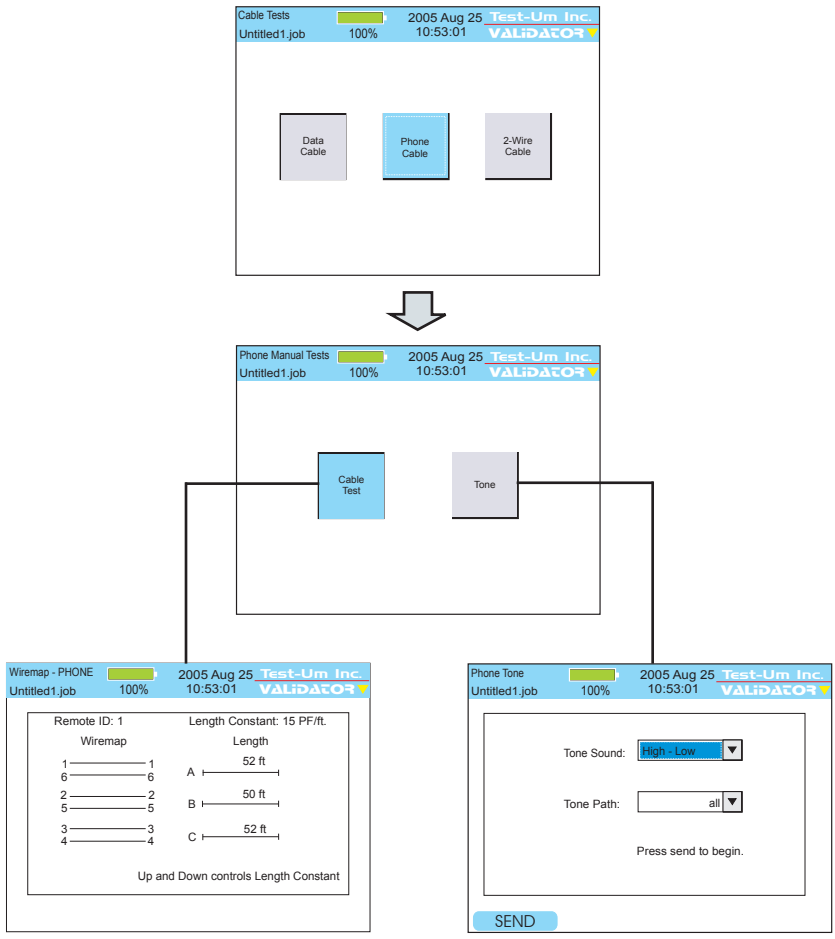 Cable Tests 2005 Aug 25 Test-Um Inc.
Untitled1.job 100% 10:53:01 VALiDATOR
Data
Cable
Phone
Cable
2-Wire
Cable
Phone Manual Tests 2005 Aug 25 Test-Um Inc.
Untitled1.job 100% 10:53:01 VALiDATOR
Cable
Test
Tone
Wiremap - PHONE 2005 Aug 25 Test-Um Inc.
Untitled1.job 100% 10:53:01 VALiDATOR
Remote ID: 1 Length Constant: 15 PF/ft.
Wiremap Length
1 1
6 6
A 52 ft
2 2
5 5
B 50 ft
3 3
4 4
C 52 ft
Up and Down controls Length Constant
Phone Tone 2005 Aug 25 Test-Um Inc.
Untitled1.job 100% 10:53:01 VALiDATOR
Tone Sound: High - Low
Tone Path: all
Press send to begin.
SEND